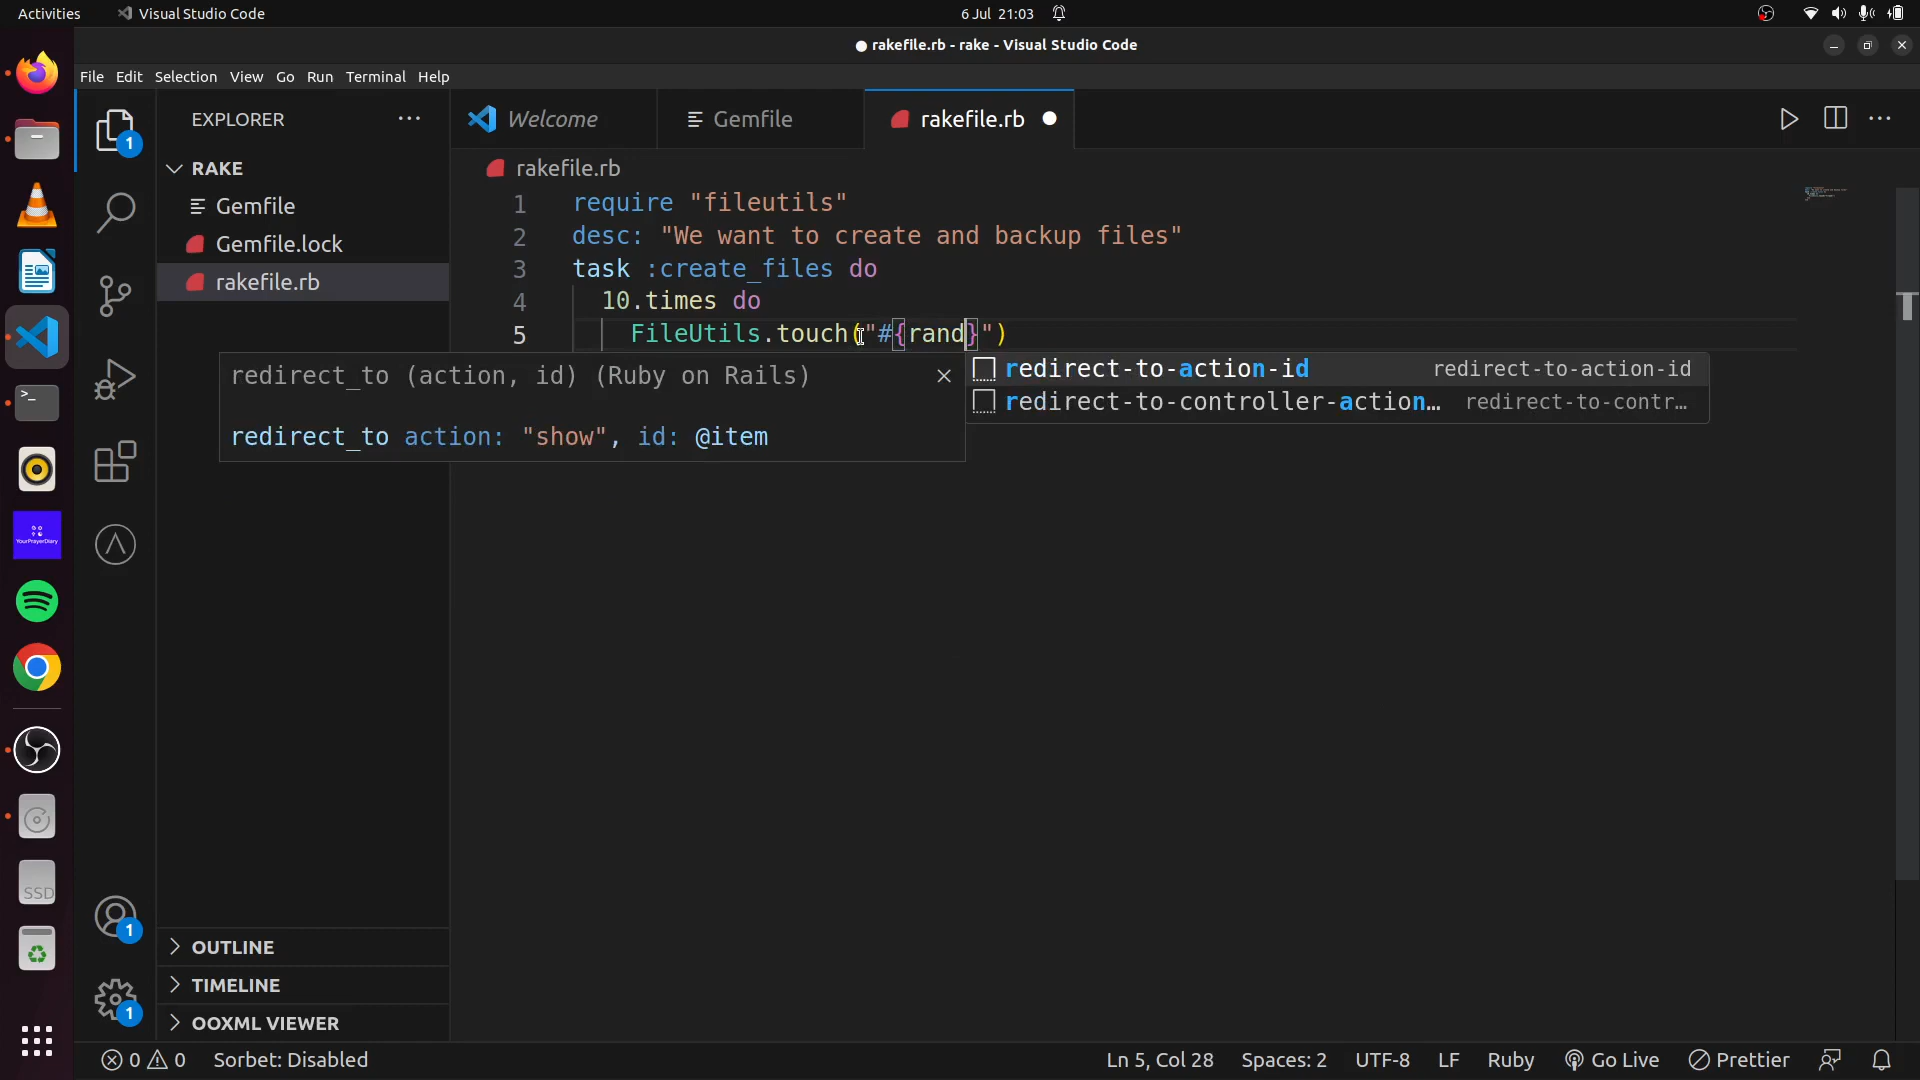 Activities
Visual Studio Code
6 Jul 21:03
rakefile.rb - rake - Visual Studio Code
File Edit Selection View Go Run Terminal Help
EXPLORER
Welcome
Gemfile
rakefile.rb
RAKE
Gemfile
Gemfile.lock
rakefile.rb
rakefile.rb
1 require "fileutils"
2 desc: "We want to create and backup files"
3 task :create_files do
4 10.times do
5 FileUtils.touch("#{rand}")
redirect_to (action, id) (Ruby on Rails)
redirect_to action: "show", id: @item
redirect-to-action-id redirect-to-action-id
redirect-to-controller-action… redirect-to-contr…
1
YourPrayerDiary
SSD
1
1
OUTLINE
TIMELINE
OOXML VIEWER
0 0 Sorbet: Disabled
Ln 5, Col 28 Spaces: 2 UTF-8 LF Ruby Go Live Prettier